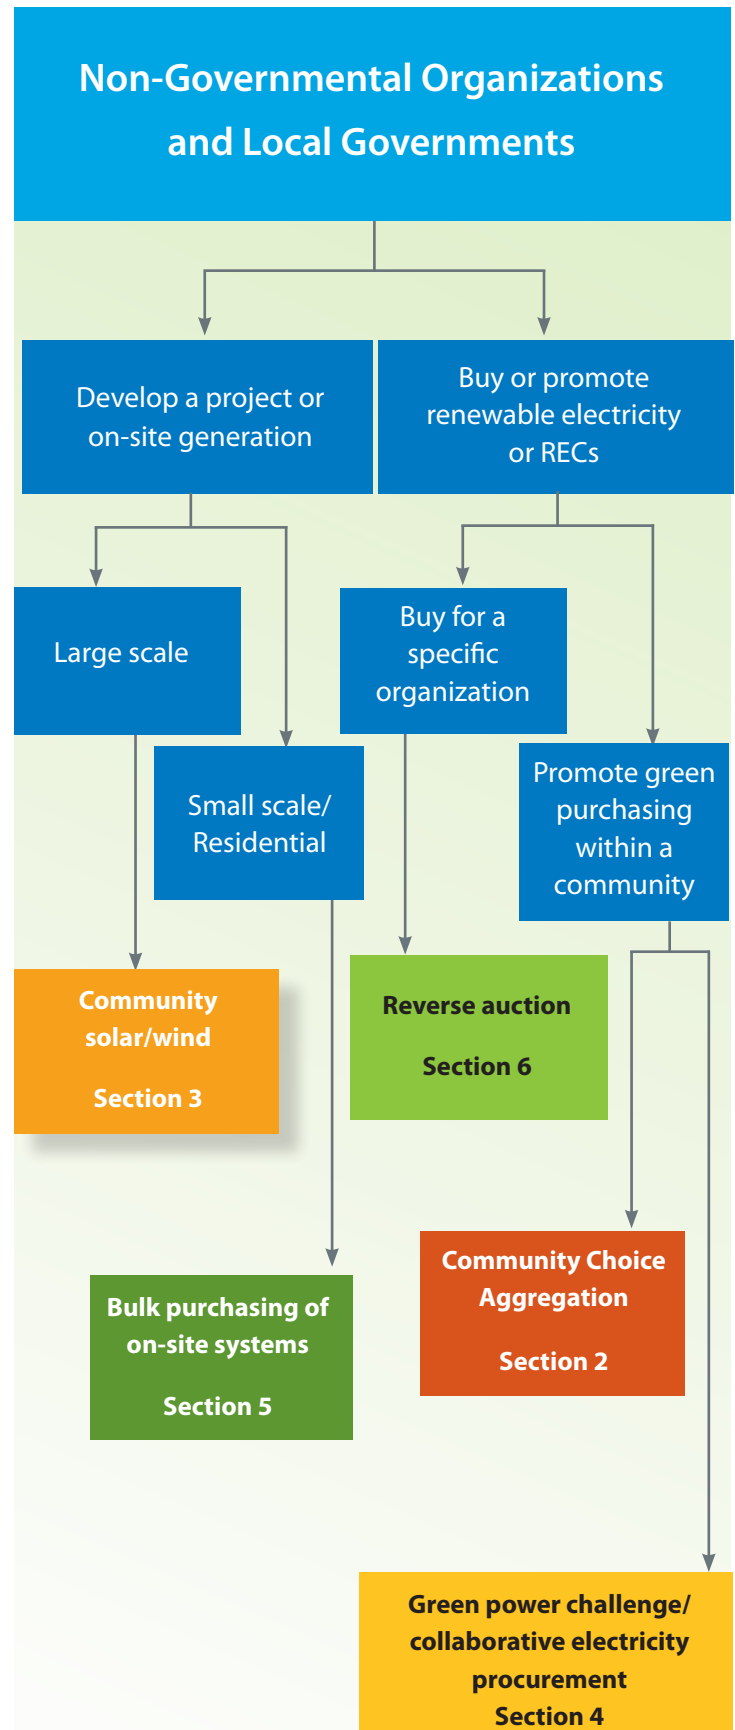 Non-Governmental Organizations
and Local Governments
Develop a project or
on-site generation
Buy or promote
renewable electricity
or RECs
Large scale
Buy for a
specific
organization
Small scale/
Residential
Promote green
purchasing
within a
community
Community
solar/wind
Section 3
Reverse auction
Section 6
Community Choice
Aggregation
Section 2
Bulk purchasing of
on-site systems
Section 5
Green power challenge/
collaborative electricity
procurement
Section 4